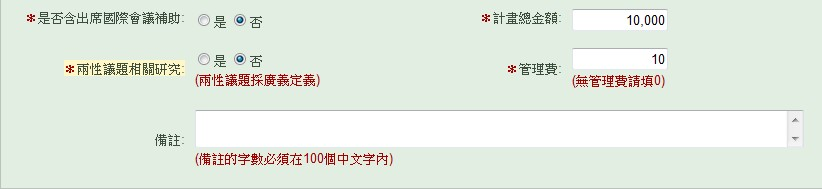 *是否含出席國際會議補助: 是 否 *計畫總金額: 10,000
*兩性議題相關研究: 是 否 *管理費: 10
(兩性議題採廣義定義) (無管理費請填0)
備註:
(備註的字數必須在100個中文字內)